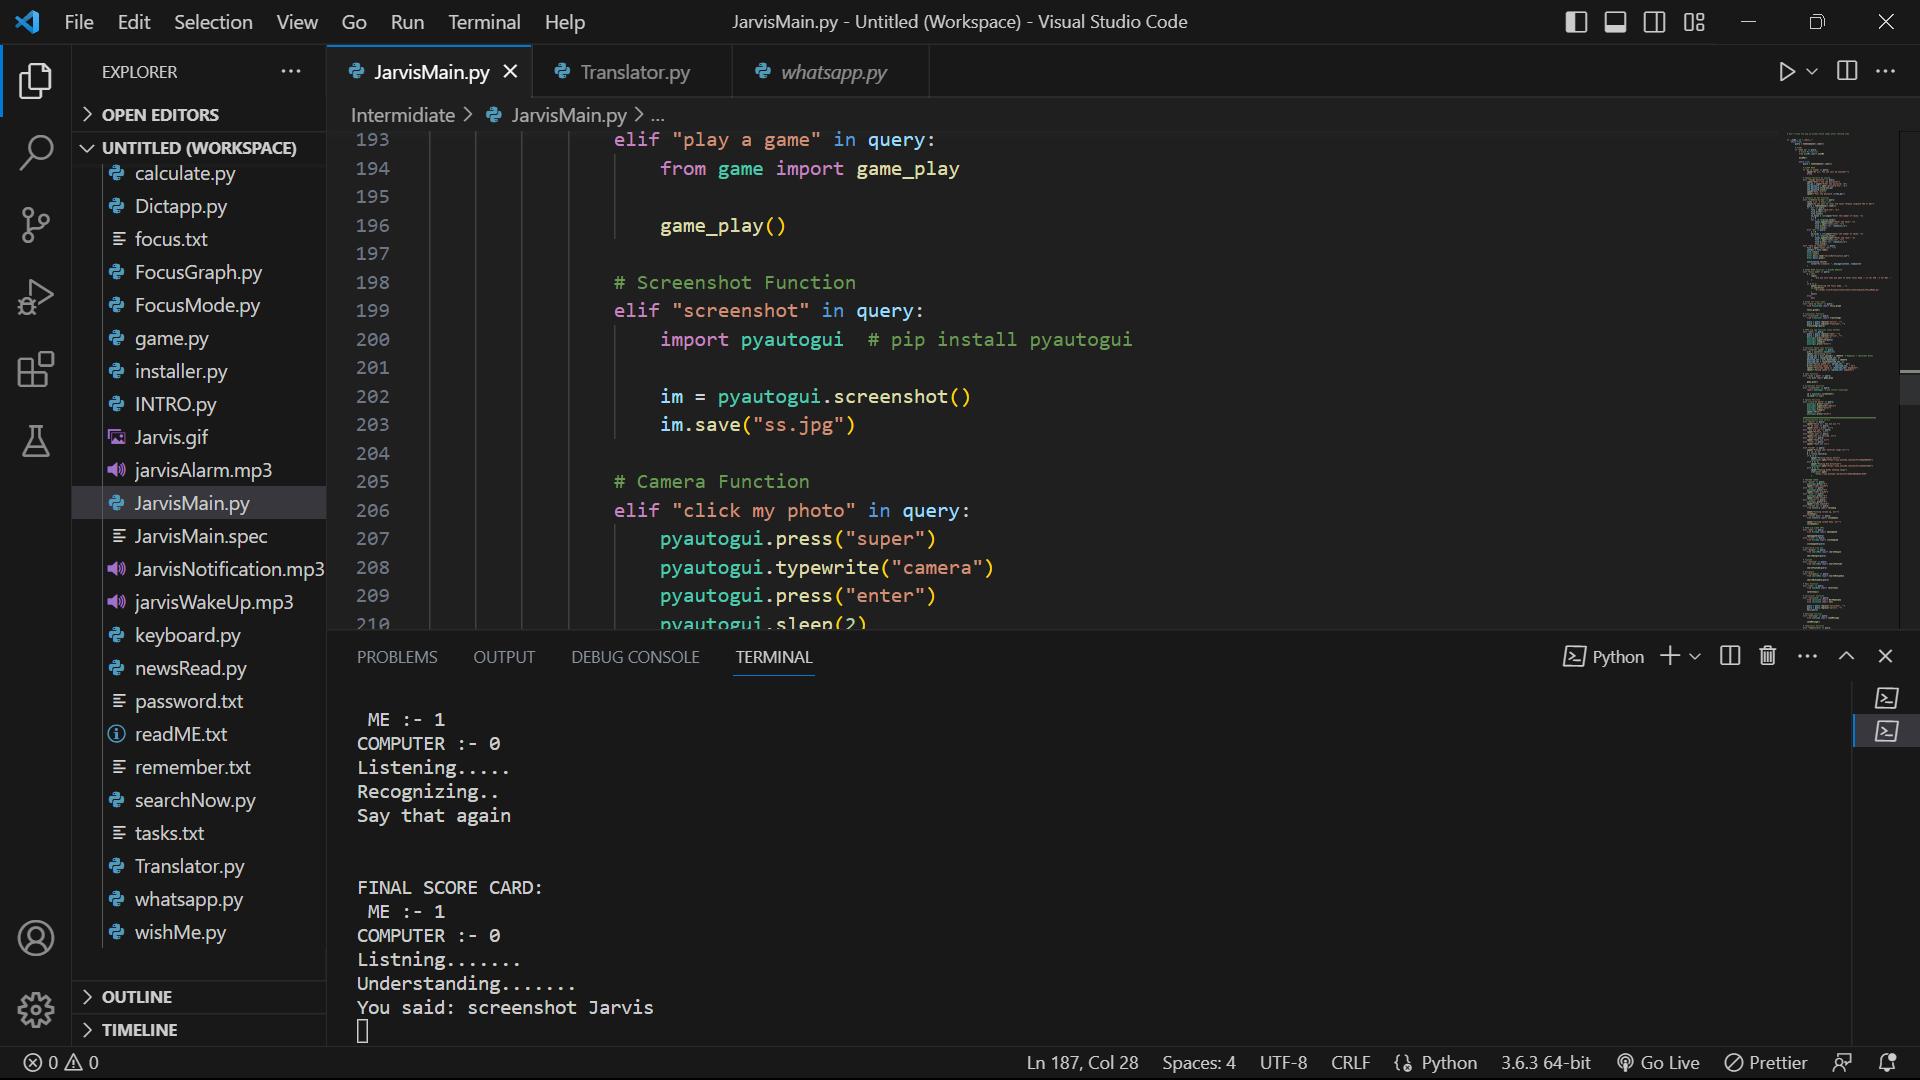 File Edit Selection View Go Run Terminal Help
JarvisMain.py - Untitled (Workspace) - Visual Studio Code
EXPLORER
OPEN EDITORS
UNTITLED (WORKSPACE)
calculate.py
Dictapp.py
focus.txt
FocusGraph.py
FocusMode.py
game.py
installer.py
INTRO.py
Jarvis.gif
jarvisAlarm.mp3
JarvisMain.py
JarvisMain.spec
JarvisNotification.mp3
jarvisWakeUp.mp3
keyboard.py
newsRead.py
password.txt
readME.txt
remember.txt
searchNow.py
tasks.txt
Translator.py
whatsapp.py
wishMe.py
OUTLINE
TIMELINE
JarvisMain.py Translator.py whatsapp.py
Intermidiate > JarvisMain.py > ...
193 elif "play a game" in query:
194 from game import game_play
195
196 game_play()
197
198 # Screenshot Function
199 elif "screenshot" in query:
200 import pyautogui # pip install pyautogui
201
202 im = pyautogui.screenshot()
203 im.save("ss.jpg")
204
205 # Camera Function
206 elif "click my photo" in query:
207 pyautogui.press("super")
208 pyautogui.typewrite("camera")
209 pyautogui.press("enter")
210 pyautogui.sleep(2)
PROBLEMS OUTPUT DEBUG CONSOLE TERMINAL
Python
ME :- 1
COMPUTER :- 0
Listening.....
Recognizing..
Say that again
FINAL SCORE CARD:
ME :- 1
COMPUTER :- 0
Listning.......
Understanding.......
You said: screenshot Jarvis
0 0
Ln 187, Col 28 Spaces: 4 UTF-8 CRLF Python 3.6.3 64-bit Go Live Prettier